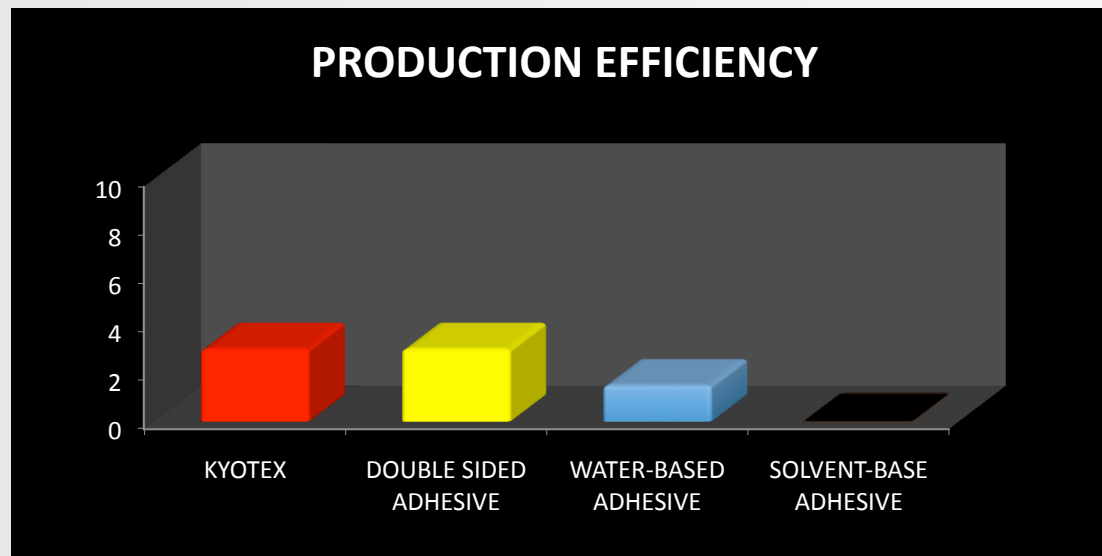 PRODUCTION EFFICIENCY
10
8
6
4
2
0
KYOTEX
DOUBLE SIDED
ADHESIVE
WATER-BASED
ADHESIVE
SOLVENT-BASE
ADHESIVE